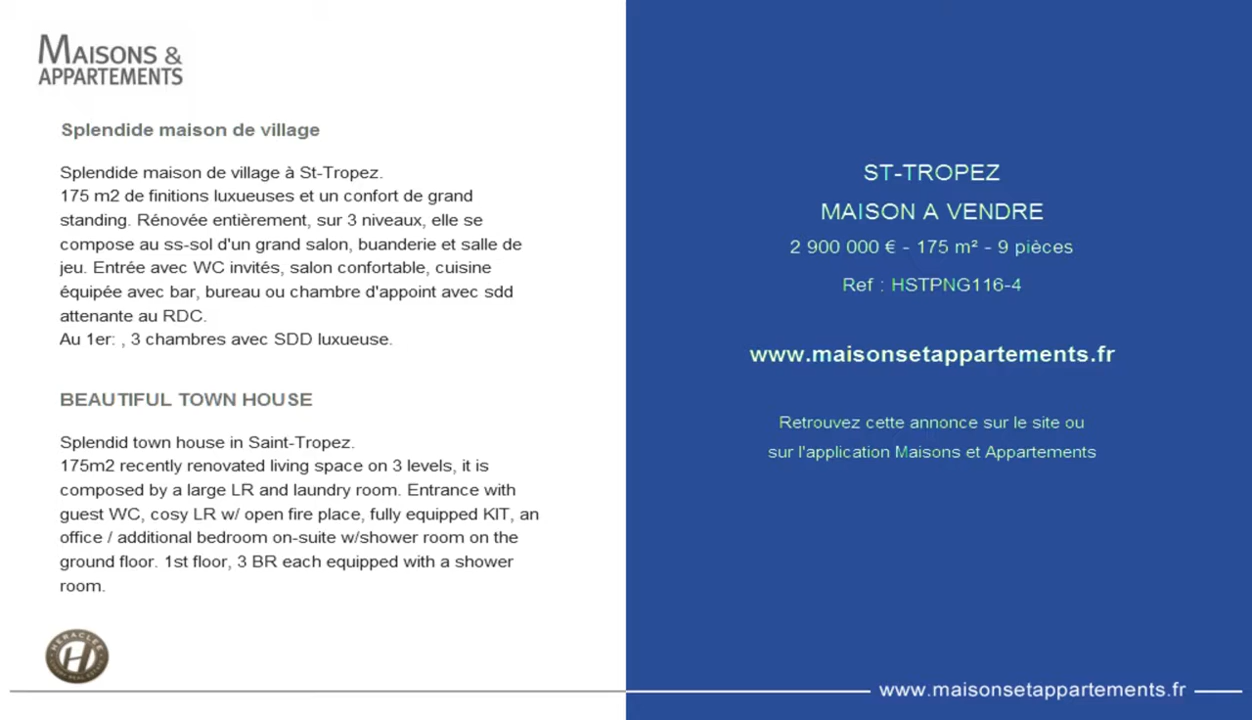 MAISONS &
APPARTEMENTS
Splendide maison de village
Splendide maison de village à St-Tropez.
175 m2 de finitions luxueuses et un confort de grand
standing. Rénovée entièrement, sur 3 niveaux, elle se
compose au ss-sol d'un grand salon, buanderie et salle de
jeu. Entrée avec WC invités, salon confortable, cuisine
équipée avec bar, bureau ou chambre d'appoint avec sdd
attenante au RDC.
Au 1er: , 3 chambres avec SDD luxueuse.
BEAUTIFUL TOWN HOUSE
Splendid town house in Saint-Tropez.
175m2 recently renovated living space on 3 levels, it is
composed by a large LR and laundry room. Entrance with
guest WC, cosy LR w/ open fire place, fully equipped KIT, an
office / additional bedroom on-suite w/shower room on the
ground floor. 1st floor, 3 BR each equipped with a shower
room.
HERACLEE
H
ST-TROPEZ
MAISON A VENDRE
2 900 000 € - 175 m² - 9 pièces
Ref : HSTPNG116-4
www.maisonsetappartements.fr
Retrouvez cette annonce sur le site ou
sur l'application Maisons et Appartements
www.maisonsetappartements.fr